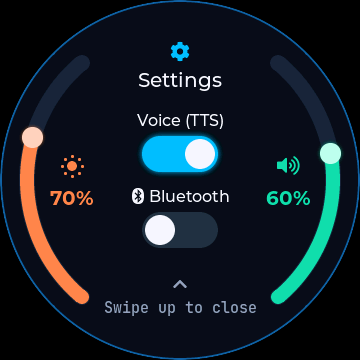 Settings
Voice (TTS)
Bluetooth
70%
60%
Swipe up to close